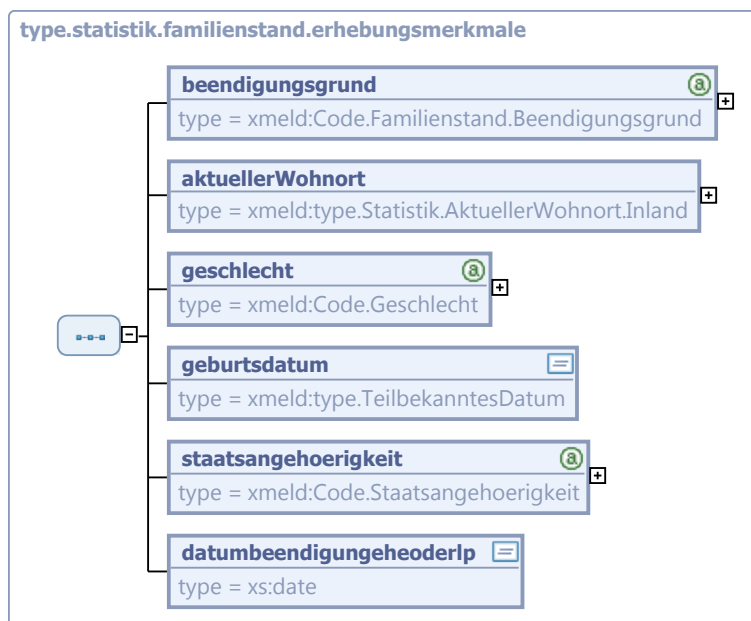 type.statistik.familienstand.erhebungsmerkmale
beendigungsgrund
type = xmeld:Code.Familienstand.Beendigungsgrund
aktuellerWohnort
type = xmeld:type.Statistik.AktuellerWohnort.Inland
geschlecht
type = xmeld:Code.Geschlecht
geburtsdatum
type = xmeld:type.TeilbekanntesDatum
staatsangehoerigkeit
type = xmeld:Code.Staatsangehoerigkeit
datumbeendigungeheoderlp
type = xs:date